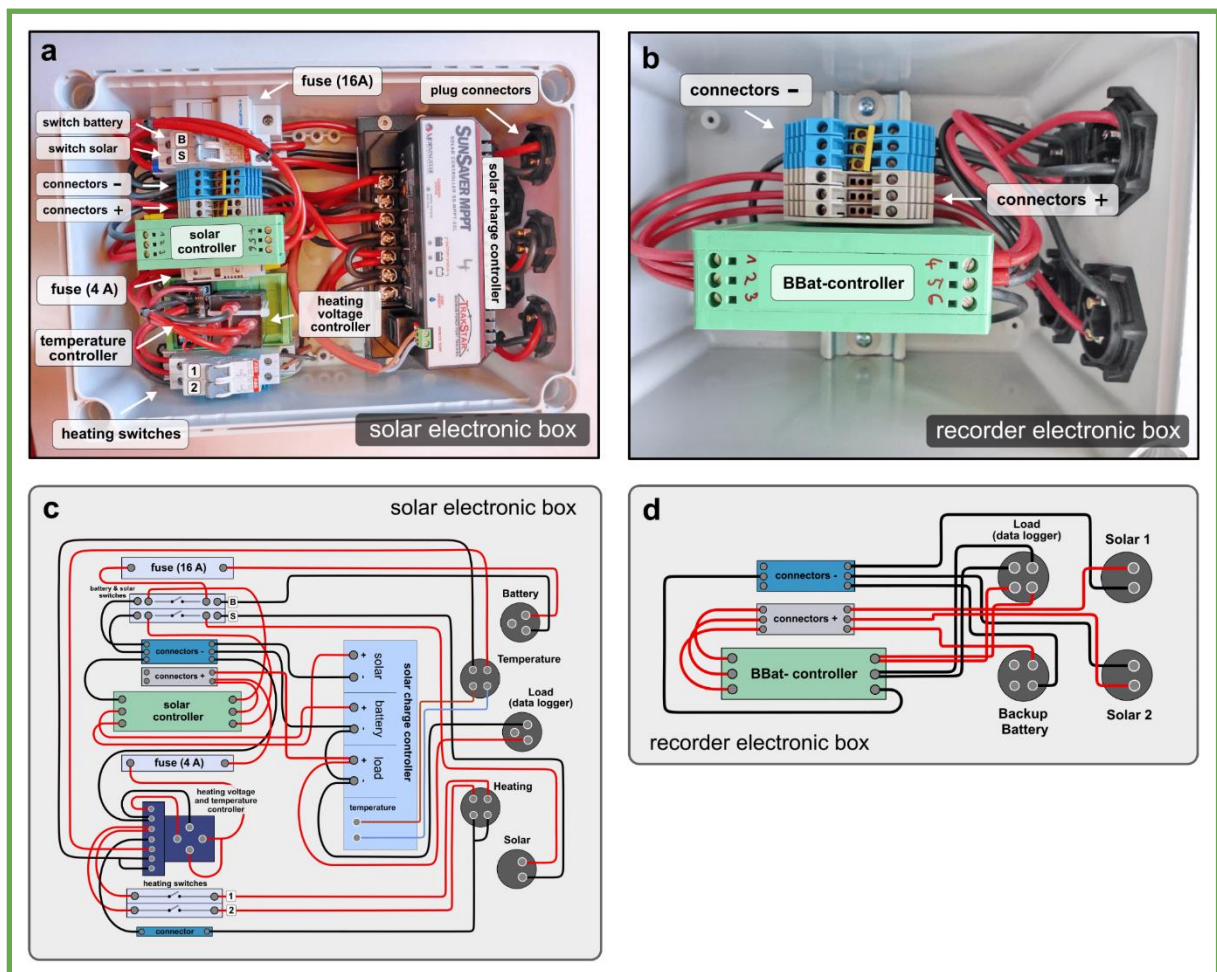 a
fuse (16A)
plug connectors
switch battery
switch solar
B
S
connectors -
connectors +
solar
controller
fuse (4 A)
temperature
controller
heating
voltage
controller
1
2
heating switches
SUNSAVER MPPT
4
TRAKSTAR
solar charge controller
solar electronic box
b
connectors -
connectors +
BBat-controller
1
2
3
4
5
6
recorder electronic box
c
solar electronic box
fuse (16 A)
battery & solar
switches
B
S
connectors -
connectors +
solar
controller
fuse (4 A)
heating voltage
and temperature
controller
heating switches
1
2
connector
+
solar
-
+
battery
-
+
load
-
temperature
solar charge controller
Battery
Temperature
Load
(data logger)
Heating
Solar
d
connectors -
connectors +
BBat- controller
Load
(data logger)
Solar 1
Backup
Battery
Solar 2
recorder electronic box